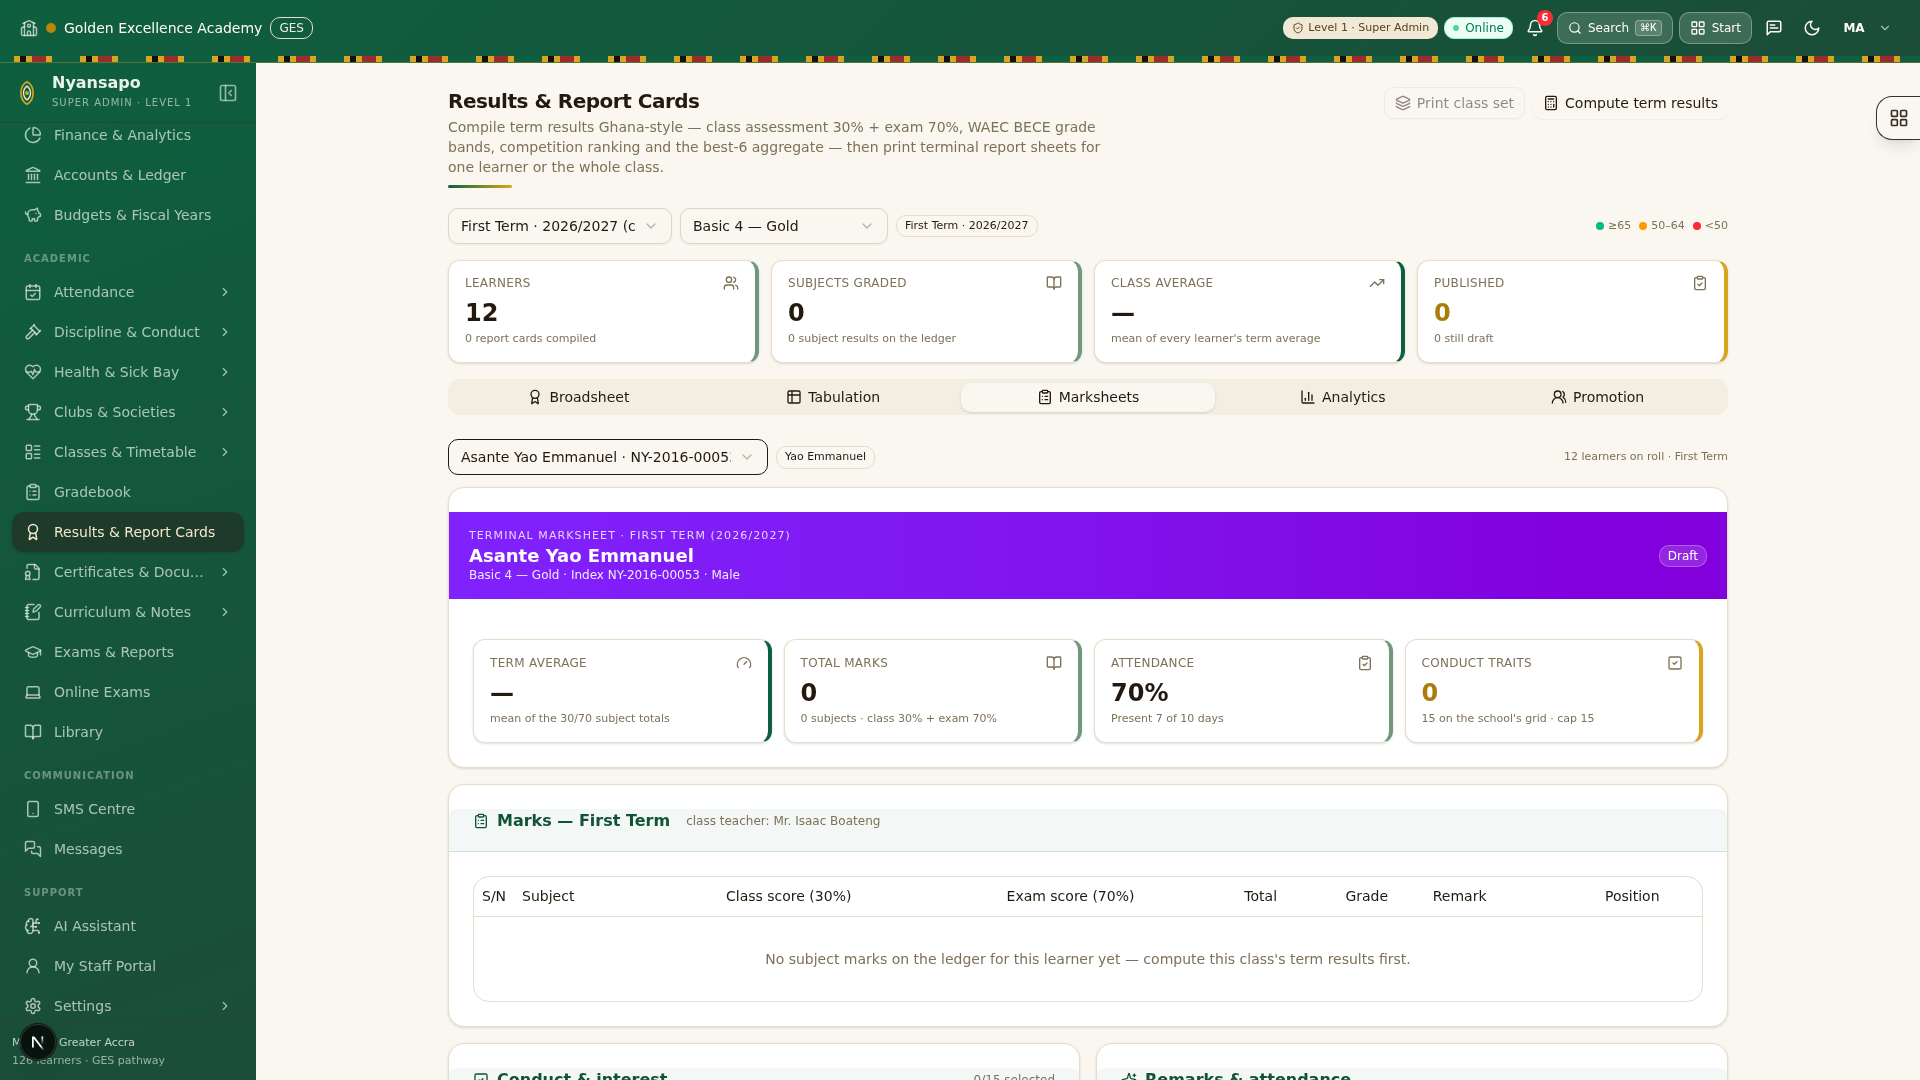 Golden Excellence Academy GES
Level 1 · Super Admin Online 6 Search ⌘K Start MA
Nyansapo
SUPER ADMIN · LEVEL 1
Finance & Analytics
Accounts & Ledger
Budgets & Fiscal Years
ACADEMIC
Attendance
Discipline & Conduct
Health & Sick Bay
Clubs & Societies
Classes & Timetable
Gradebook
Results & Report Cards
Certificates & Docu...
Curriculum & Notes
Exams & Reports
Online Exams
Library
COMMUNICATION
SMS Centre
Messages
SUPPORT
AI Assistant
My Staff Portal
Settings
Greater Accra
learners · GES pathway
N
Results & Report Cards
Print class set Compute term results
Compile term results Ghana-style — class assessment 30% + exam 70%, WAEC BECE grade
bands, competition ranking and the best-6 aggregate — then print terminal report sheets for
one learner or the whole class.
First Term · 2026/2027 (c Basic 4 — Gold First Term · 2026/2027 ≥65 50–64 <50
LEARNERS
12
0 report cards compiled
SUBJECTS GRADED
0
0 subject results on the ledger
CLASS AVERAGE
—
mean of every learner's term average
PUBLISHED
0
0 still draft
Broadsheet Tabulation Marksheets Analytics Promotion
Asante Yao Emmanuel · NY-2016-0005 Yao Emmanuel 12 learners on roll · First Term
TERMINAL MARKSHEET · FIRST TERM (2026/2027)
Asante Yao Emmanuel
Basic 4 — Gold · Index NY-2016-00053 · Male
Draft
TERM AVERAGE
—
mean of the 30/70 subject totals
TOTAL MARKS
0
0 subjects · class 30% + exam 70%
ATTENDANCE
70%
Present 7 of 10 days
CONDUCT TRAITS
0
15 on the school's grid · cap 15
Marks — First Term class teacher: Mr. Isaac Boateng
S/N Subject Class score (30%) Exam score (70%) Total Grade Remark Position
No subject marks on the ledger for this learner yet — compute this class's term results first.
Conduct & interest 0/15 selected
Remarks & attendance